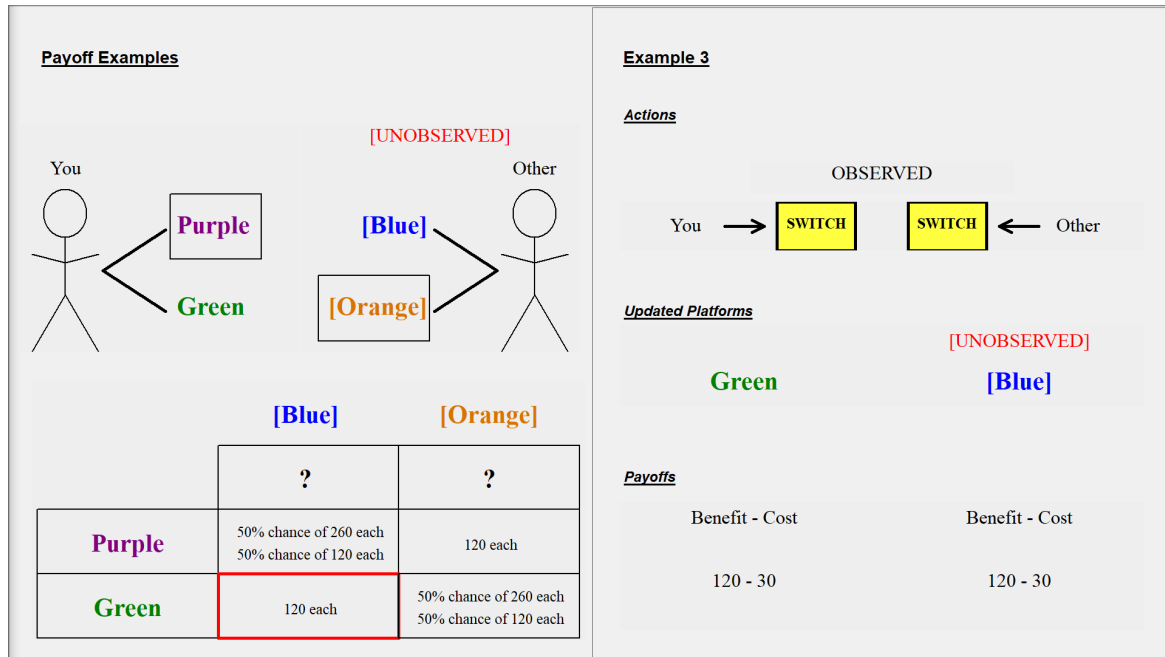 Payoff Examples
[UNOBSERVED]
You
Other
Purple
[Blue]
Green
[Orange]
[Blue]
[Orange]
?
?
Purple
50% chance of 260 each
50% chance of 120 each
120 each
Green
120 each
50% chance of 260 each
50% chance of 120 each
Example 3
Actions
OBSERVED
You
SWITCH
SWITCH
Other
Updated Platforms
[UNOBSERVED]
Green
[Blue]
Payoffs
Benefit - Cost
Benefit - Cost
120 - 30
120 - 30